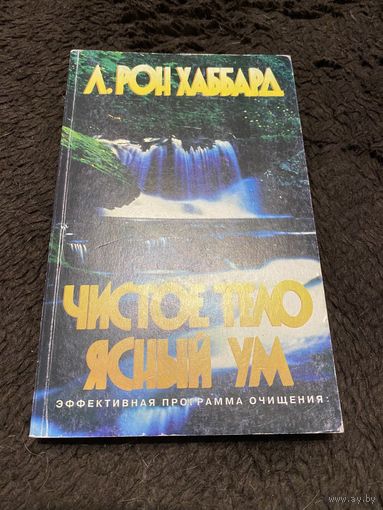 Л. РОН ХАББАРД
ЧИСТОЕ ТЕЛО
ЯСНЫЙ УМ
ЭФФЕКТИВНАЯ ПРОГРАММА ОЧИЩЕНИЯ:
www.ay.by